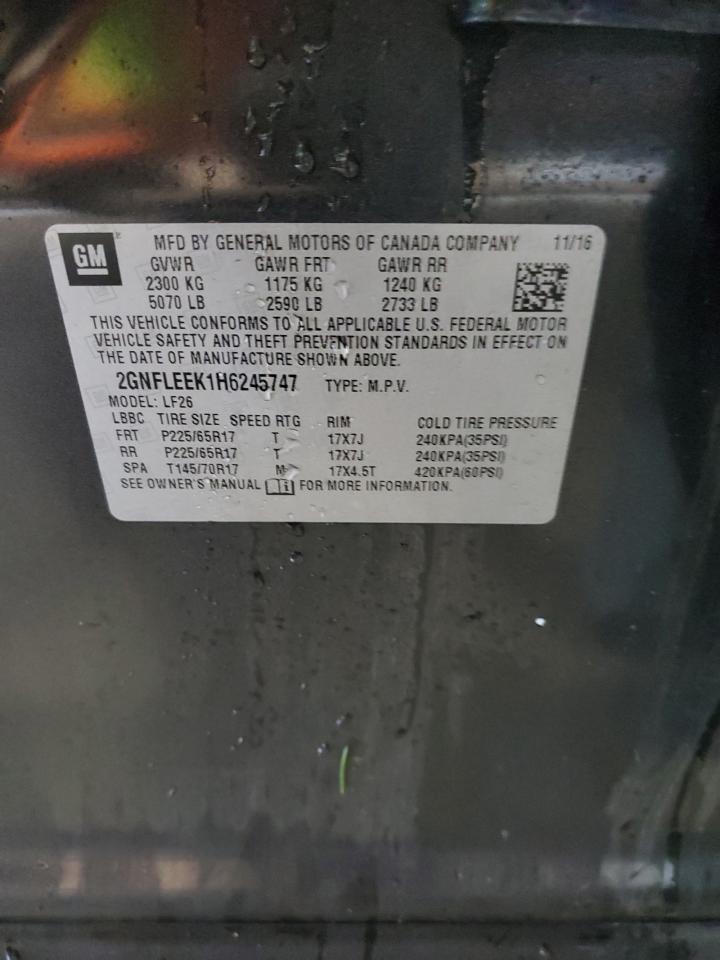 GM
MFD BY GENERAL MOTORS OF CANADA COMPANY 11/16
GVWR GAWR FRT GAWR RR
2300 KG 1175 KG 1240 KG
5070 LB 2590 LB 2733 LB
THIS VEHICLE CONFORMS TO ALL APPLICABLE U.S. FEDERAL MOTOR
VEHICLE SAFETY AND THEFT PREVENTION STANDARDS IN EFFECT ON
THE DATE OF MANUFACTURE SHOWN ABOVE.
2GNFLEEK1H6245747 TYPE: M.P.V.
MODEL: LF26
LBBC TIRE SIZE SPEED RTG RIM COLD TIRE PRESSURE
FRT P225/65R17 T 17X7J 240KPA(35PSI)
RR P225/65R17 T 17X7J 240KPA(35PSI)
SPA T145/70R17 M 17X4.5T 420KPA(60PSI)
SEE OWNER'S MANUAL FOR MORE INFORMATION.